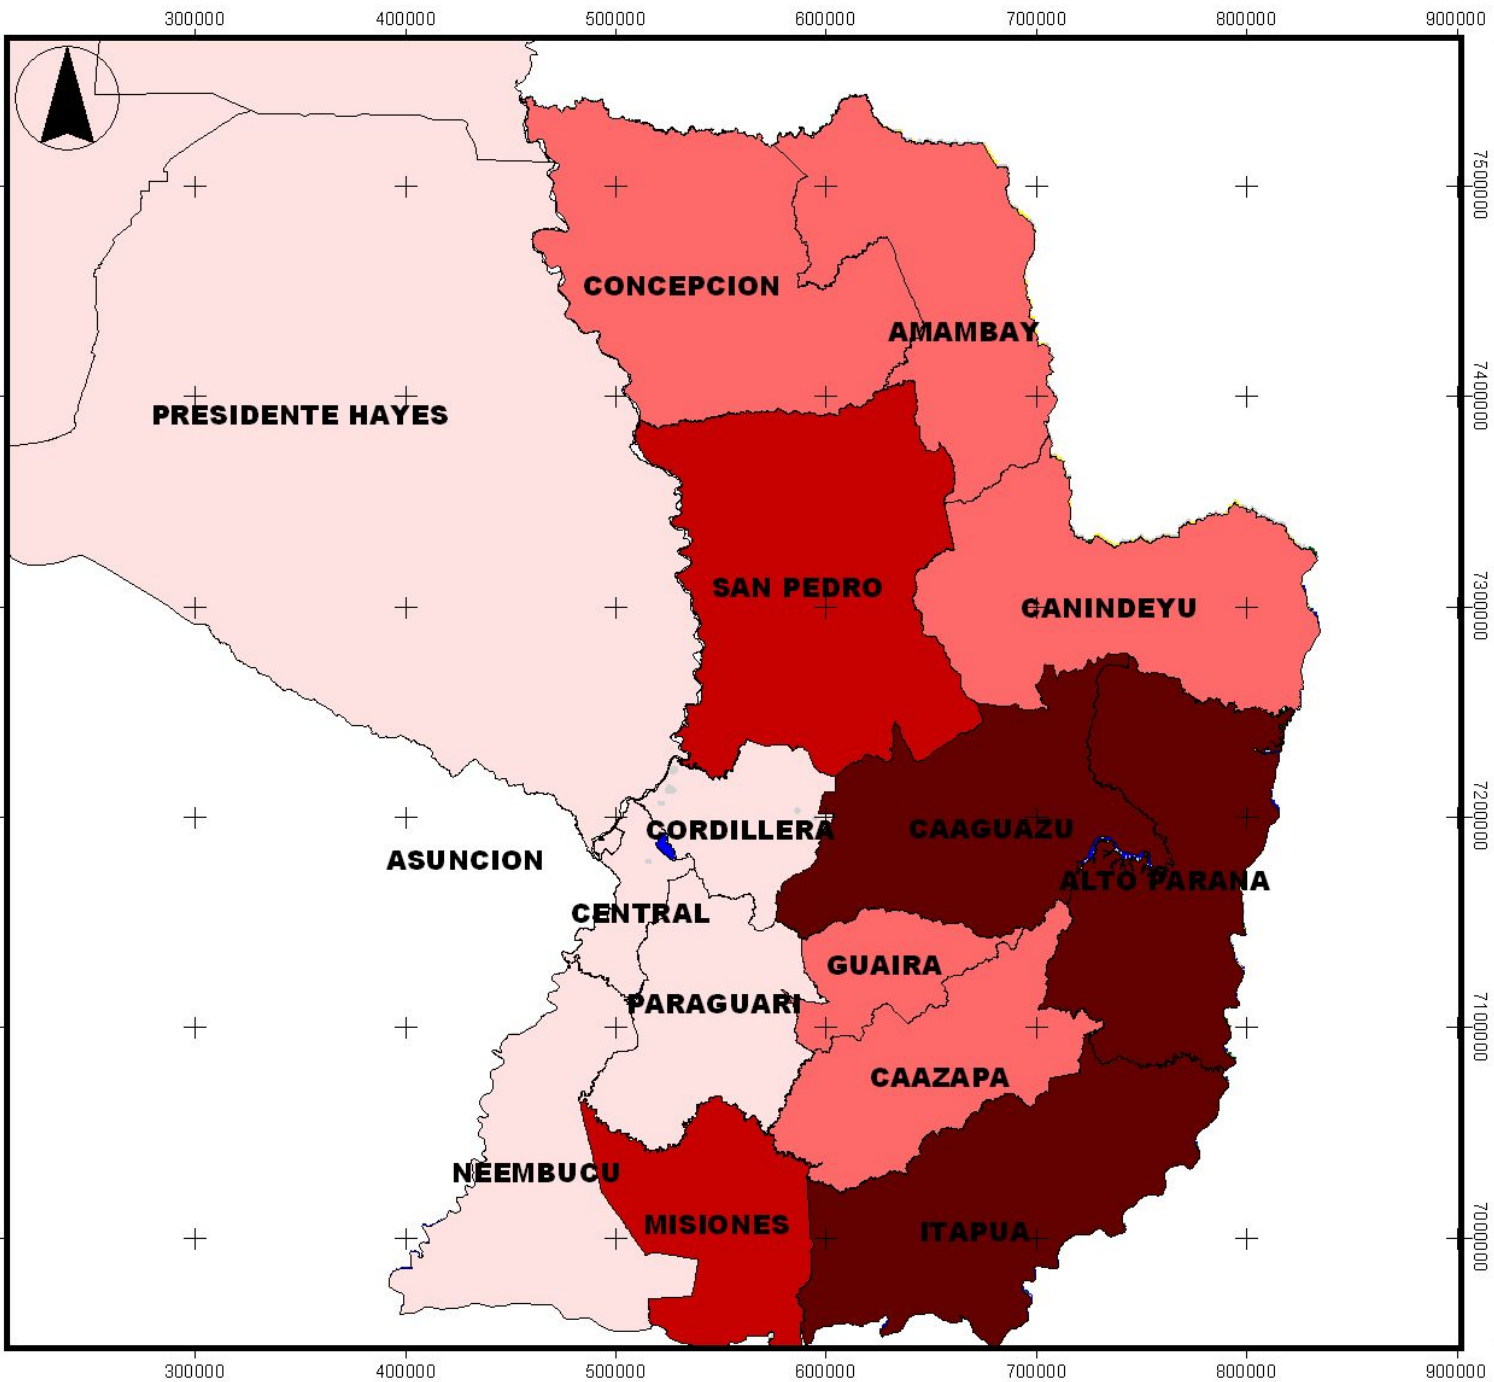 300000 400000 500000 600000 700000 800000 900000
7500000
CONCEPCION
AMAMBAY
7400000
PRESIDENTE HAYES
SAN PEDRO
7300000
CANINDEYU
7200000
CORDILLERA
CAAGUAZU
ASUNCION
ALTO PARANA
CENTRAL
GUAIRA
PARAGUARI
7100000
CAAZAPA
NEEMBUCU
MISIONES
ITAPUA
7000000
300000 400000 500000 600000 700000 800000 900000